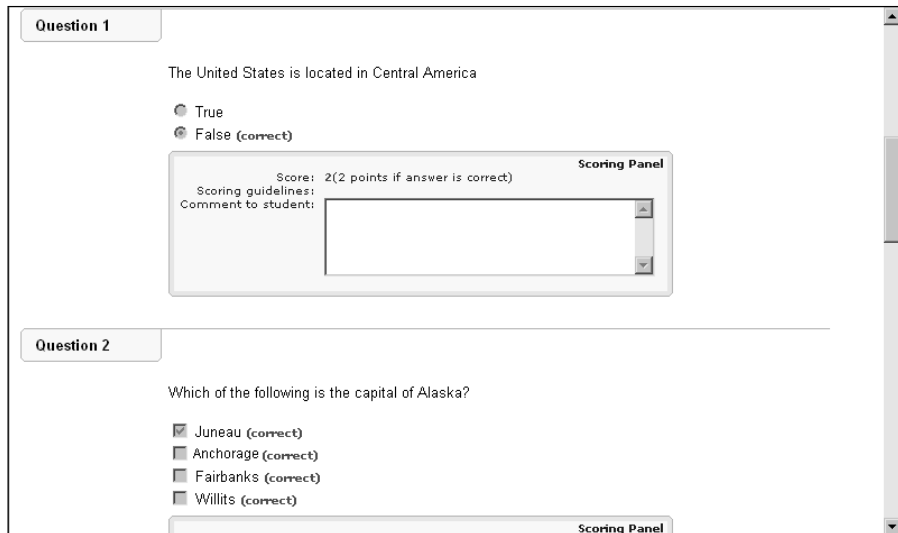 Question 1
The United States is located in Central America
True
False (correct)
Scoring Panel
Score: 2(2 points if answer is correct)
Scoring guidelines:
Comment to student:
Question 2
Which of the following is the capital of Alaska?
Juneau (correct)
Anchorage (correct)
Fairbanks (correct)
Willits (correct)
Scoring Panel